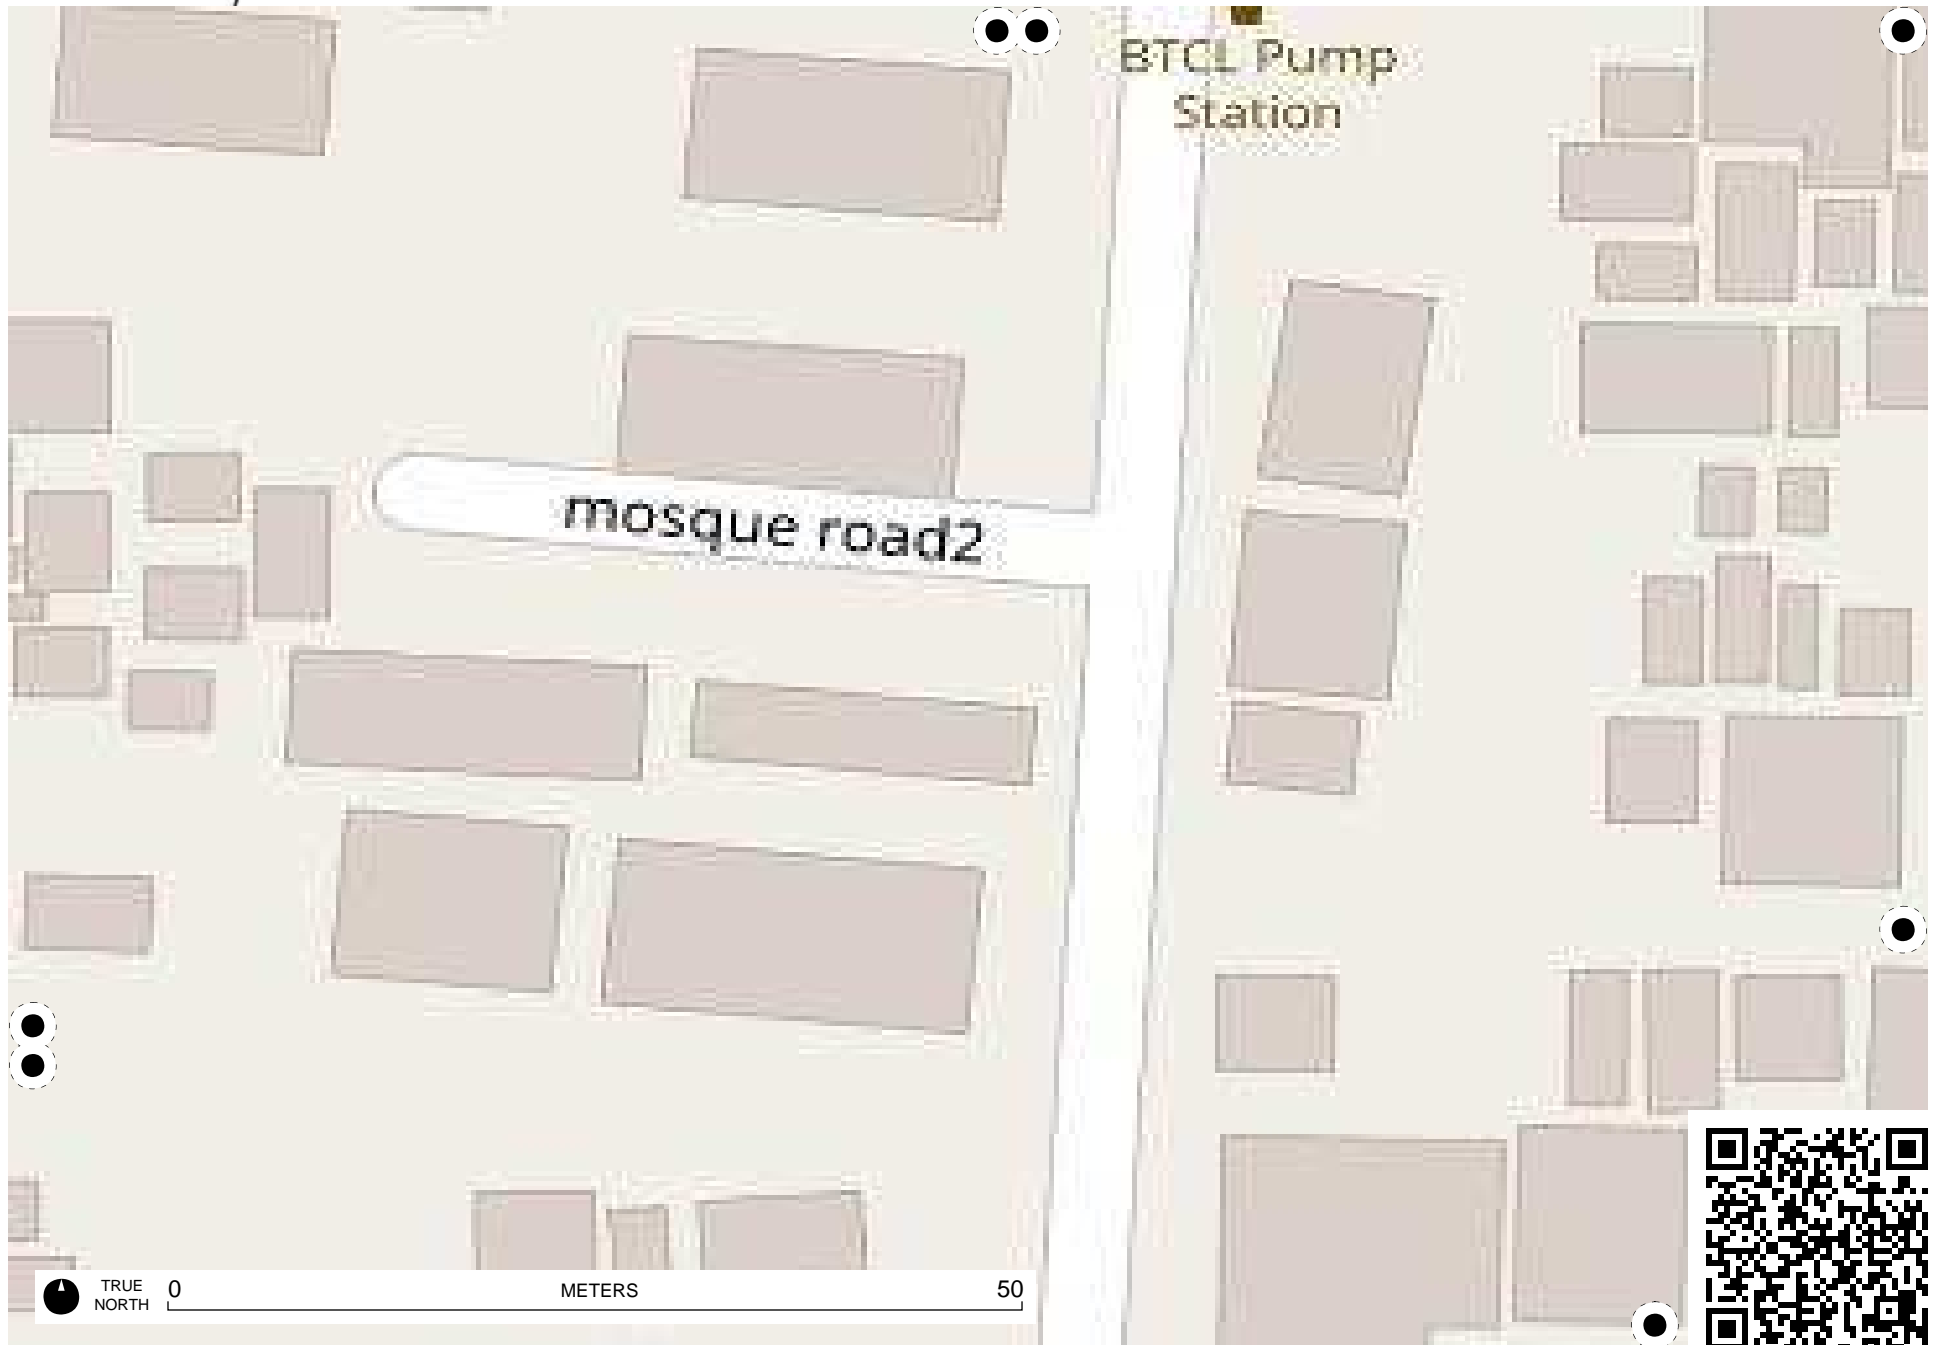 BTCL Pump
Station
mosque road2
TRUE
NORTH
0
METERS
50